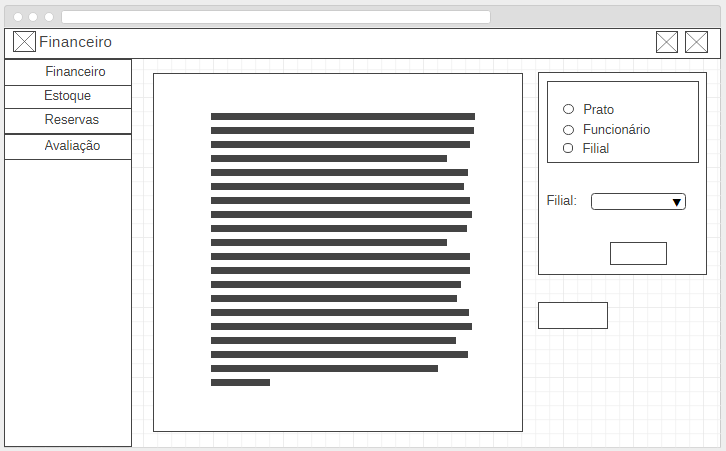 Financeiro
Financeiro
Estoque
Reservas
Avaliação
Prato
Funcionário
Filial
Filial: